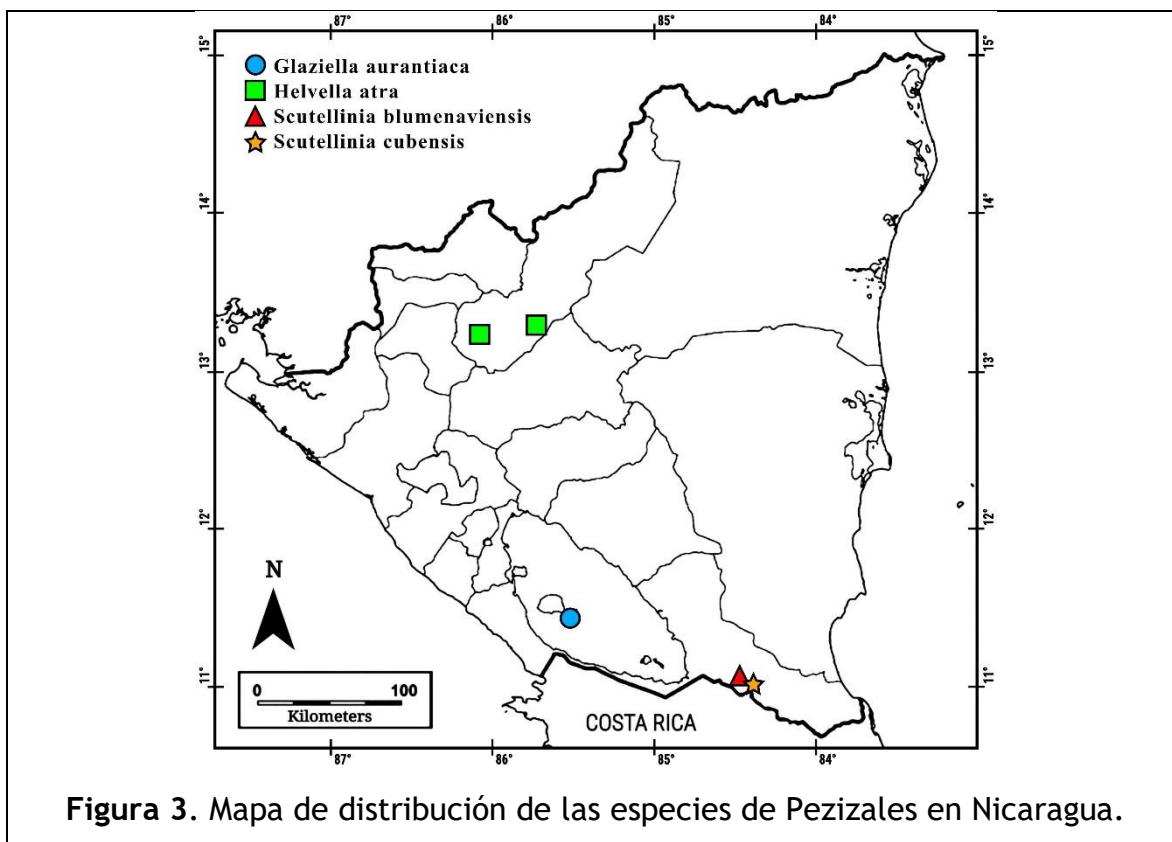 87° 86° 85° 84°
Glaziella aurantiaca
Helvella atra
Scutellinia blumenaviensis
Scutellinia cubensis
15° 15°
14° 14°
13° 13°
12° 12°
11° 11°
N
0 100
Kilometers
COSTA RICA
87° 86° 85° 84°
Figura 3. Mapa de distribución de las especies de Pezizales en Nicaragua.